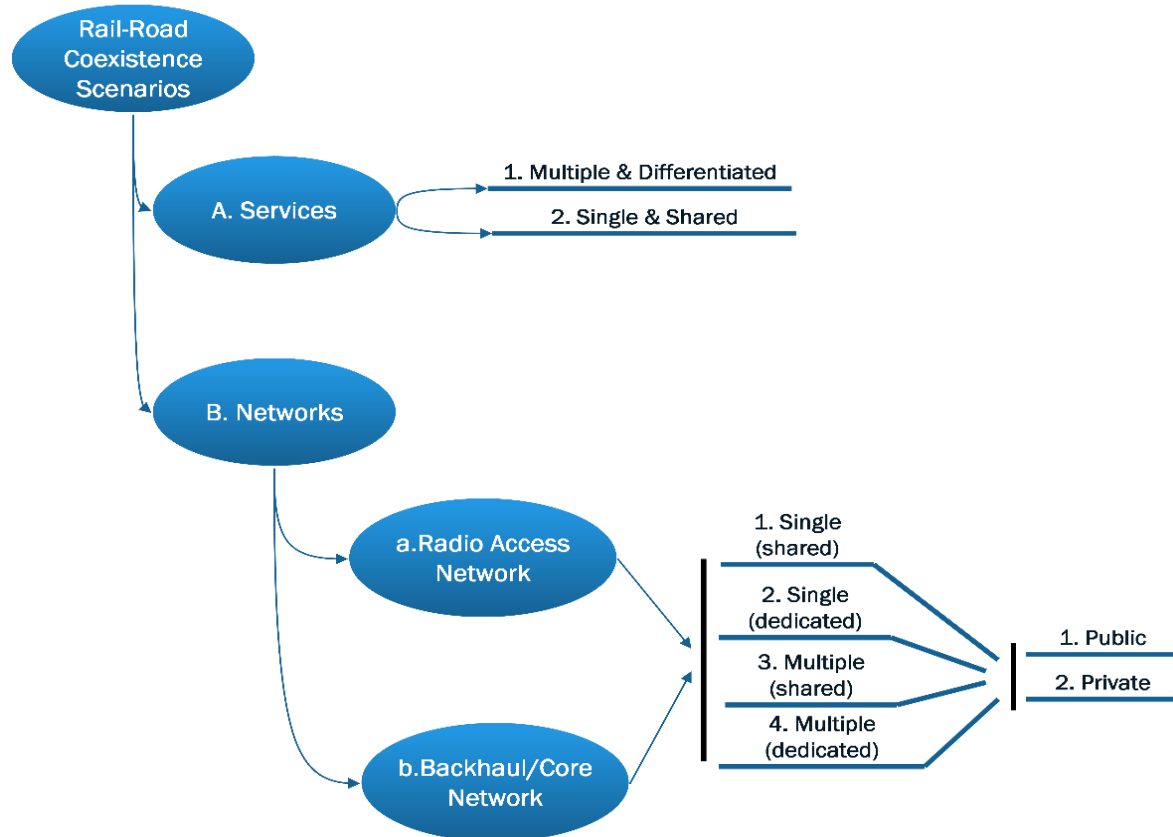 Rail-Road
Coexistence
Scenarios
A. Services
1. Multiple & Differentiated
2. Single & Shared
B. Networks
a.Radio Access
Network
b.Backhaul/Core
Network
1. Single
(shared)
2. Single
(dedicated)
3. Multiple
(shared)
4. Multiple
(dedicated)
1. Public
2. Private